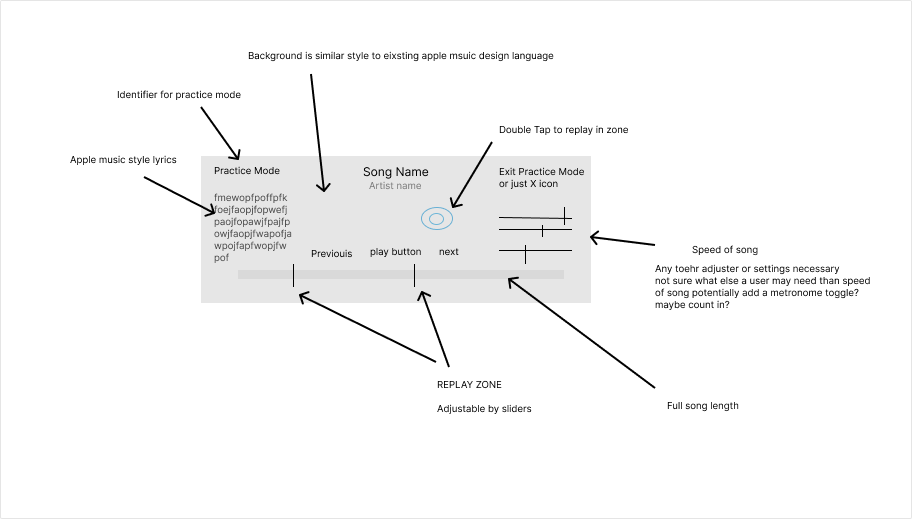 Background is similar style to eixsting apple msuic design language
Identifier for practice mode
Double Tap to replay in zone
Apple music style lyrics
Practice Mode
Song Name
Artist name
Exit Practice Mode
or just X icon
fmewopfpoffpfk
foejfaopjfopwefj
paojfopawjfpajfp
owjfaopjfwapofja
wpojfapfwopjfw
pof
Previouis
play button
next
Speed of song
Any toehr adjuster or settings necessary
not sure what else a user may need than speed
of song potentially add a metronome toggle?
maybe count in?
REPLAY ZONE
Adjustable by sliders
Full song length